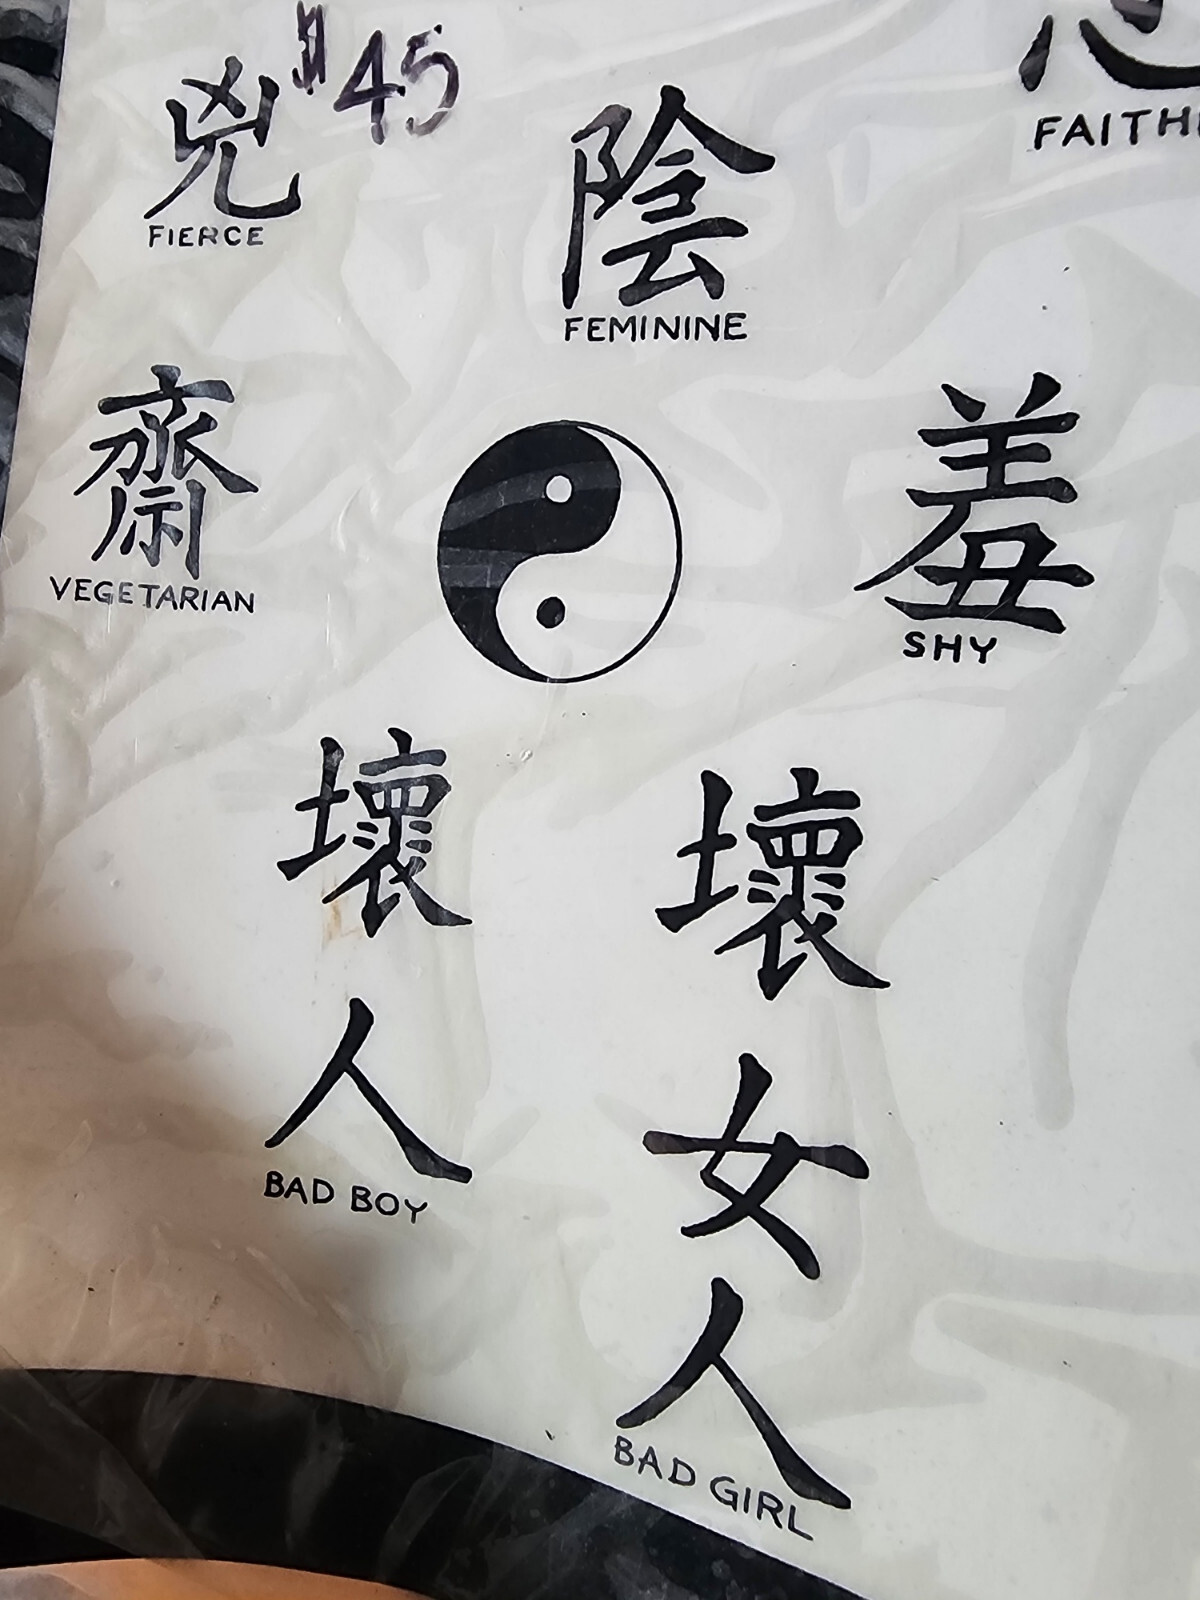 兇
$45
FIERCE
陰
FEMININE
FAITH
齋
VEGETARIAN
羞
SHY
壞
人
BAD BOY
壞
女
人
BAD GIRL